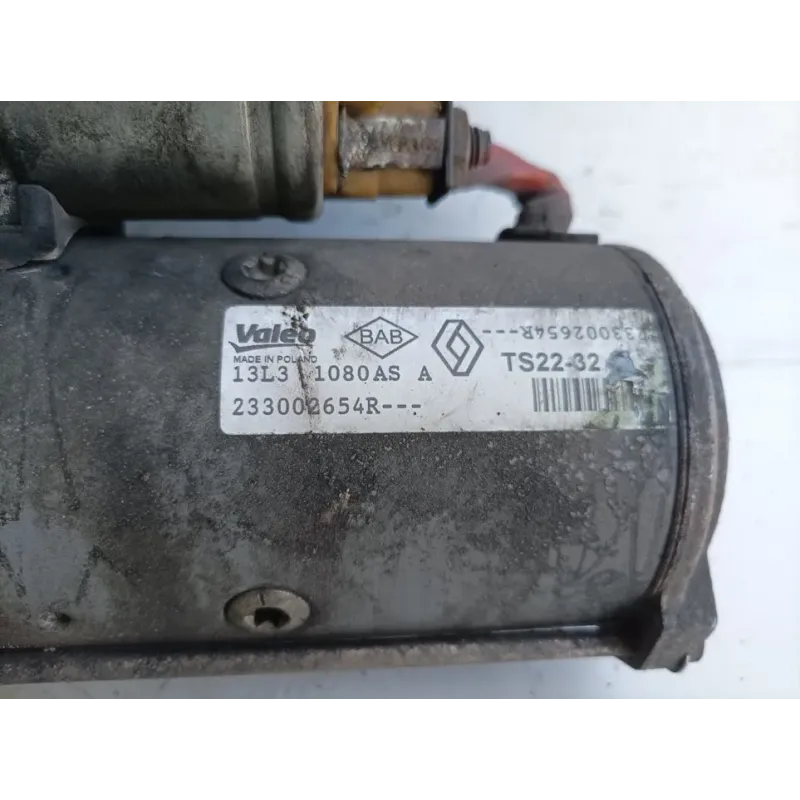 Valeo
BAB
MADE IN POLAND
13L3 1080AS A
233002654R---
233002654R---
TS22-32